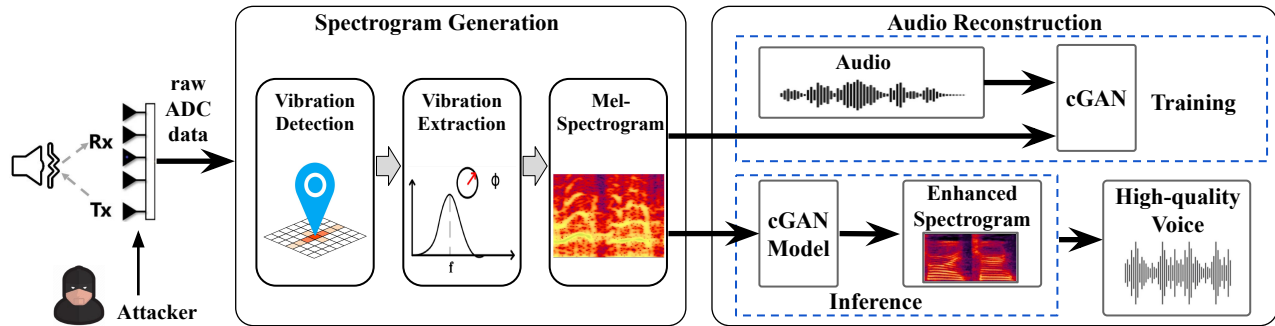 Spectrogram Generation
Audio Reconstruction
raw
ADC
data
Rx
Tx
Attacker
Vibration
Detection
Vibration
Extraction
ϕ
f
Mel-
Spectrogram
Audio
cGAN
Training
cGAN
Model
Enhanced
Spectrogram
Inference
High-quality
Voice